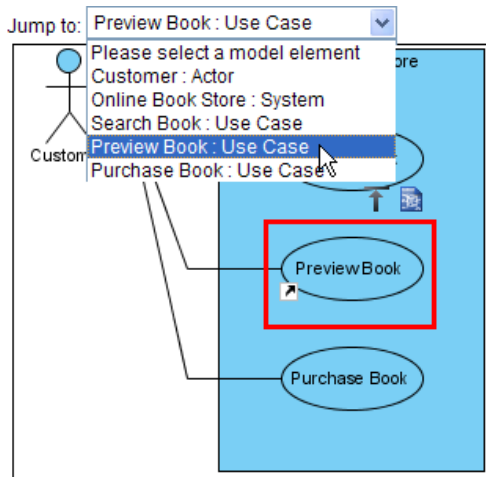 Jump to: Preview Book : Use Case
Please select a model element
Customer : Actor
Online Book Store : System
Search Book : Use Case
Preview Book : Use Case
Purchase Book : Use Case
ore
Custom
Preview Book
Purchase Book